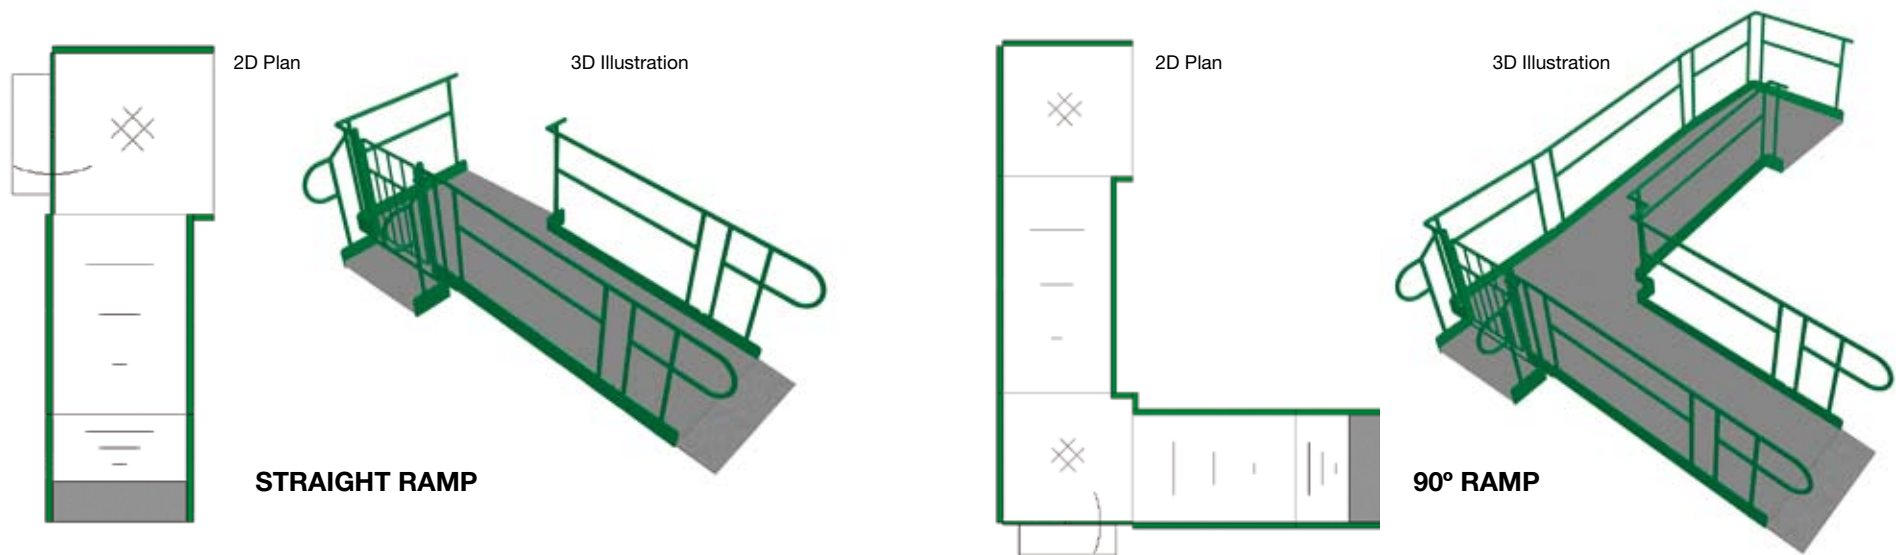 2D Plan
3D Illustration
STRAIGHT RAMP
2D Plan
3D Illustration
90º RAMP